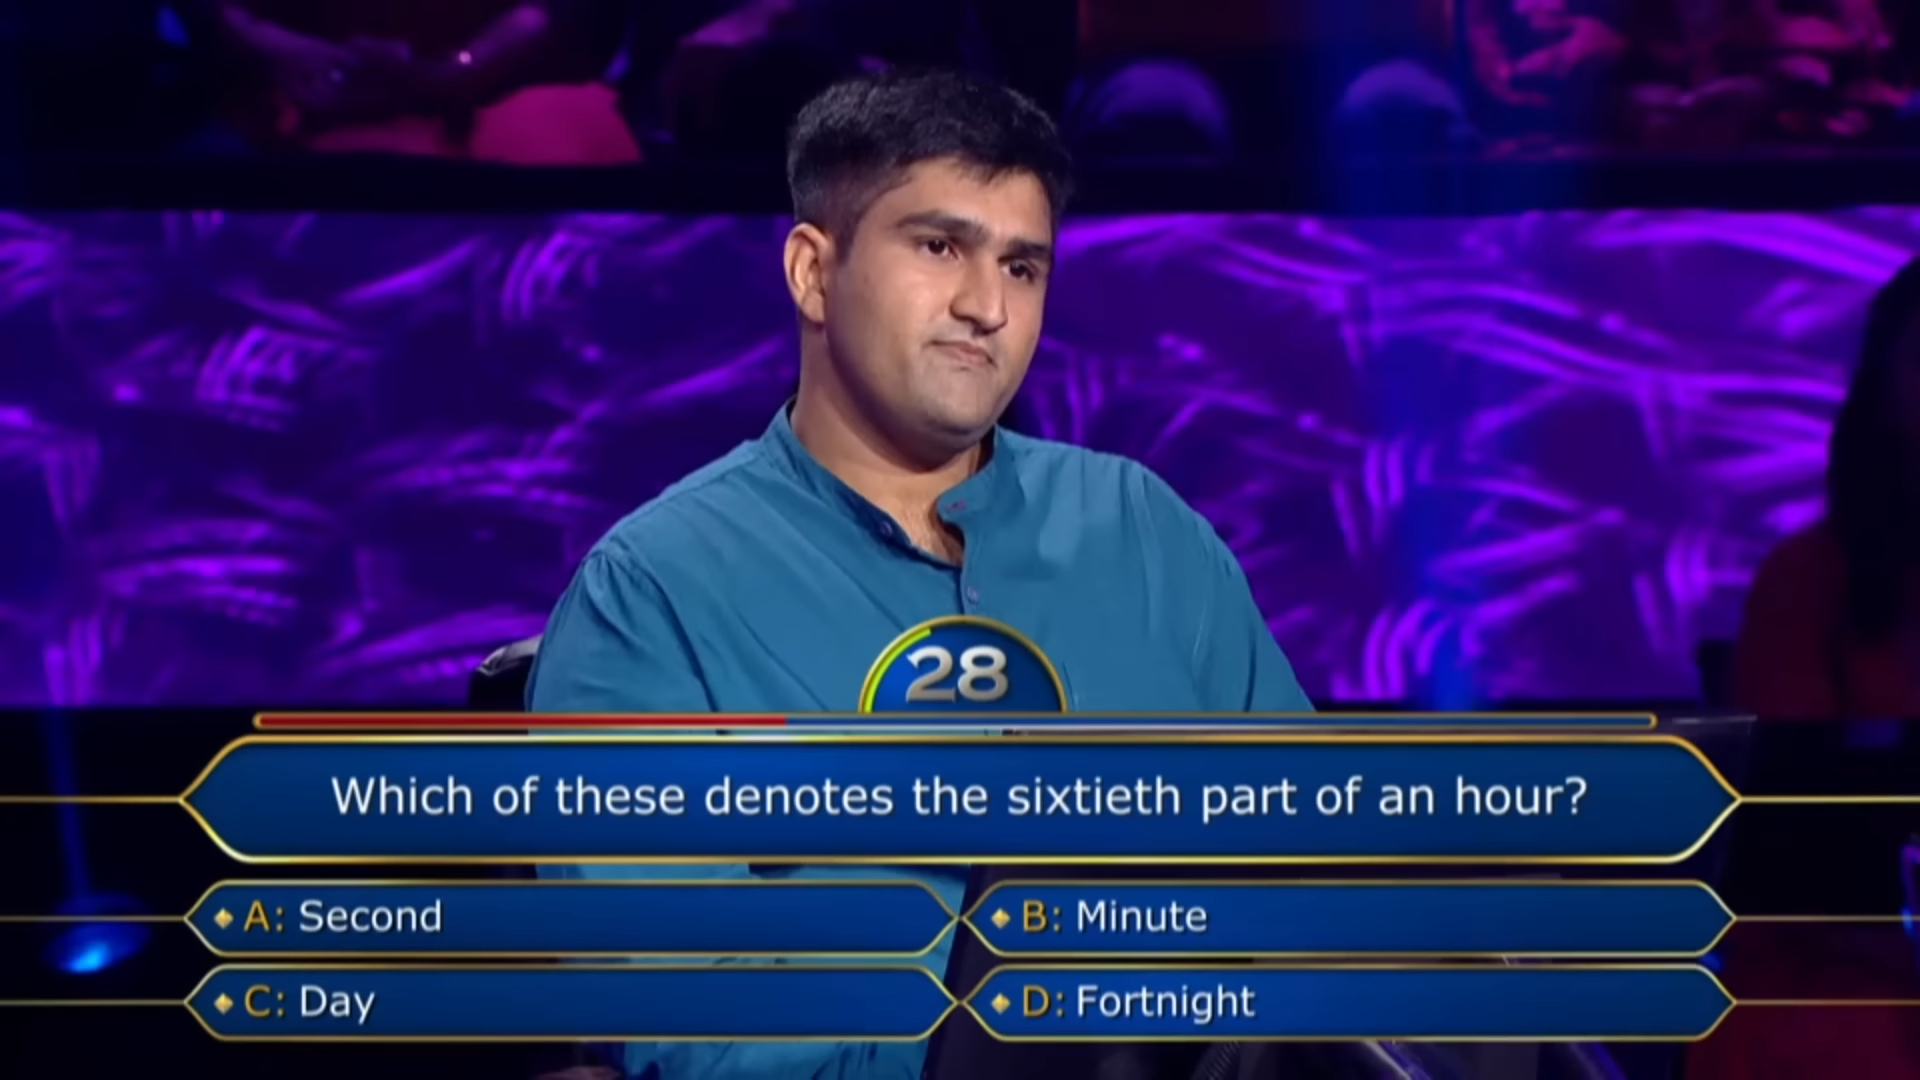 28
Which of these denotes the sixtieth part of an hour?
A: Second
B: Minute
C: Day
D: Fortnight